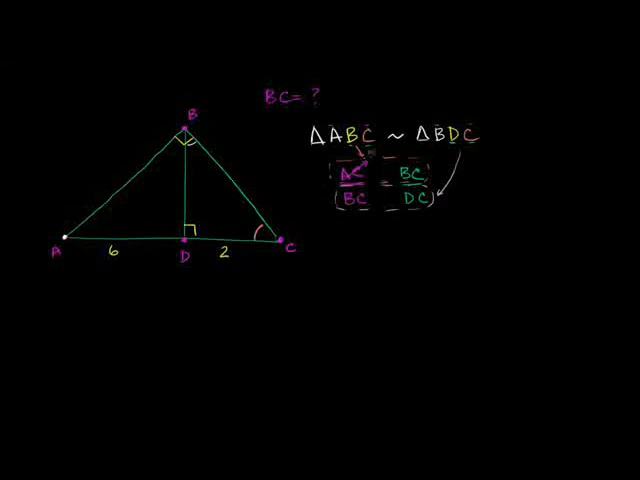 BC = ?
B
ΔABC ~ ΔBDC
AC = BC
BC DC
A 6 D 2 C